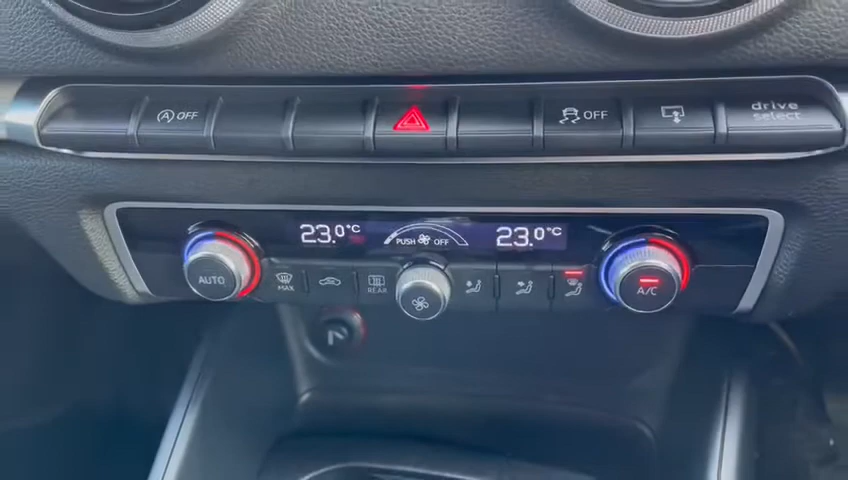 OFF
OFF
drive
select
23.0°C
PUSH OFF
23.0°C
AUTO
MAX
REAR
A/C